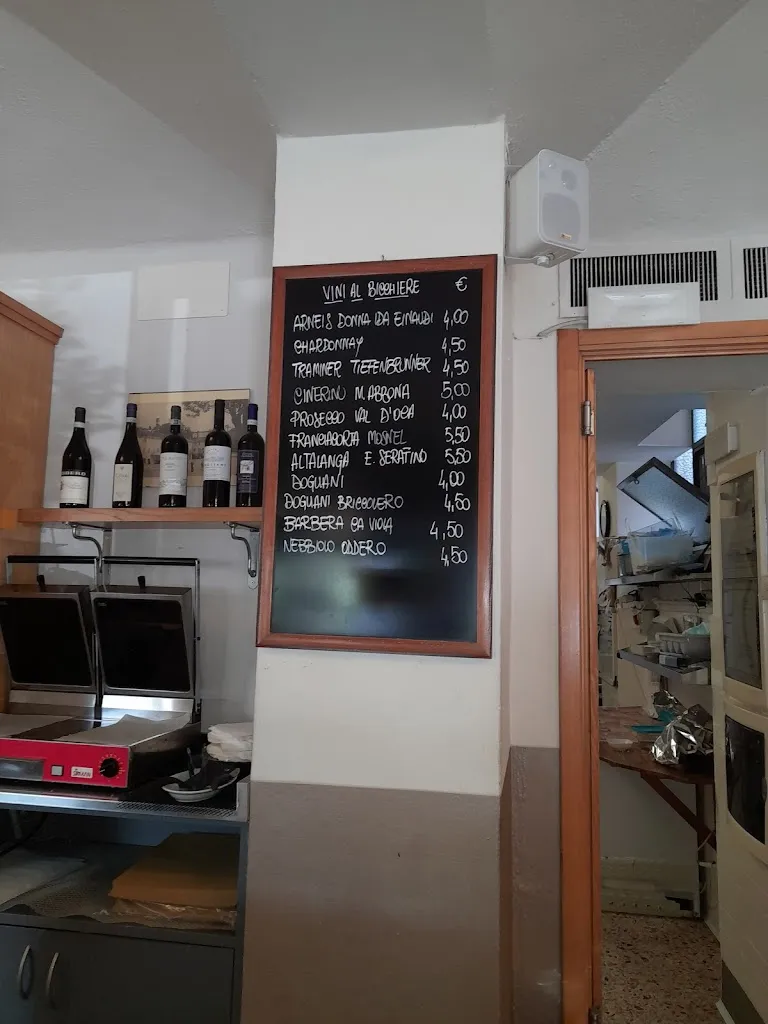 VINI AL BICCHIERE €
ARNEIS DONNA IDA EINAUDI 4,00
CHARDONNAY 4,50
TRAMINER TIEFENBRUNNER 4,50
CINERINO M. ABBONA 5,00
PROSECCO VAL D'OCA 4,00
FRANCIACORTA MOSNEL 5,50
ALTALANGA E. SERAFINO 5,50
DOGLIANI 4,00
DOGLIANI BRICCOLERO 4,50
BARBERA CA VIOLA 4,50
NEBBIOLO ODDERO 4,50